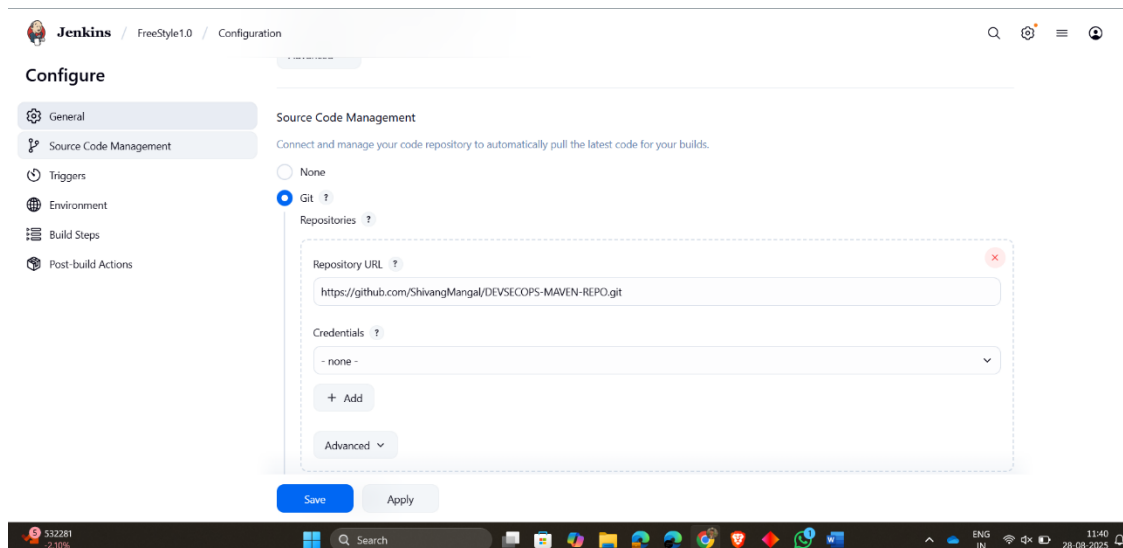 Jenkins / FreeStyle1.0 / Configuration
Configure
General
Source Code Management
Triggers
Environment
Build Steps
Post-build Actions
Advanced
Source Code Management
Connect and manage your code repository to automatically pull the latest code for your builds.
None
Git ?
Repositories ?
Repository URL ?
https://github.com/ShivangMangal/DEVSECOPS-MAVEN-REPO.git
Credentials ?
- none -
+ Add
Advanced
Save Apply
5 532281
-2.10%
Search
ENG
IN
11:40
28-08-2025